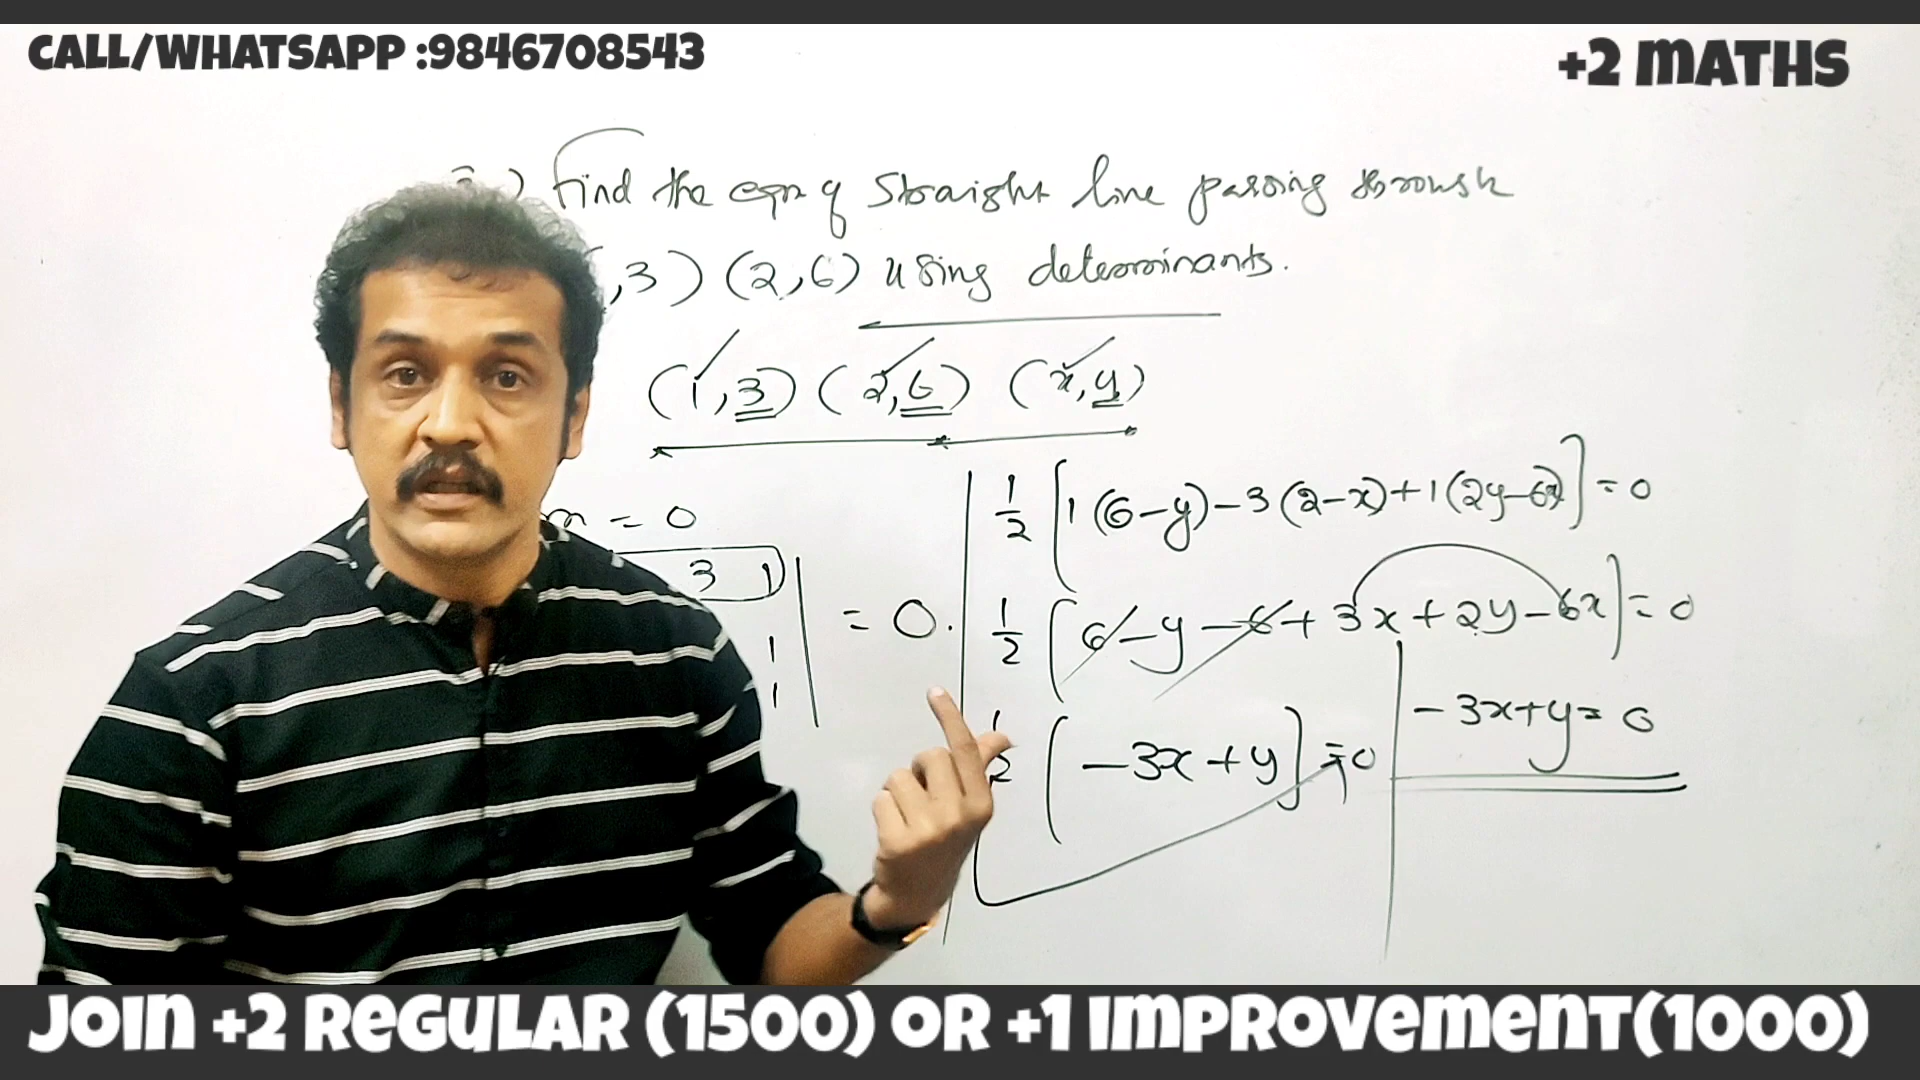 CALL/WHATSAPP :9846708543
+2 MATHS
) Find the eqn of Straight line passing through
,3) (2,6) using determinants.
(1,3) (2,6) (x,y)
= 0
3 1
1
1
= 0.
1/2 [1(6-y)-3(2-x)+1(2y-6x)]=0
1/2 [6-y-6+3x+2y-6x]=0
1/2 [-3x+y]=0
-3x+y=0
JOIN +2 REGULAR (1500) OR +1 IMPROVEMENT(1000)